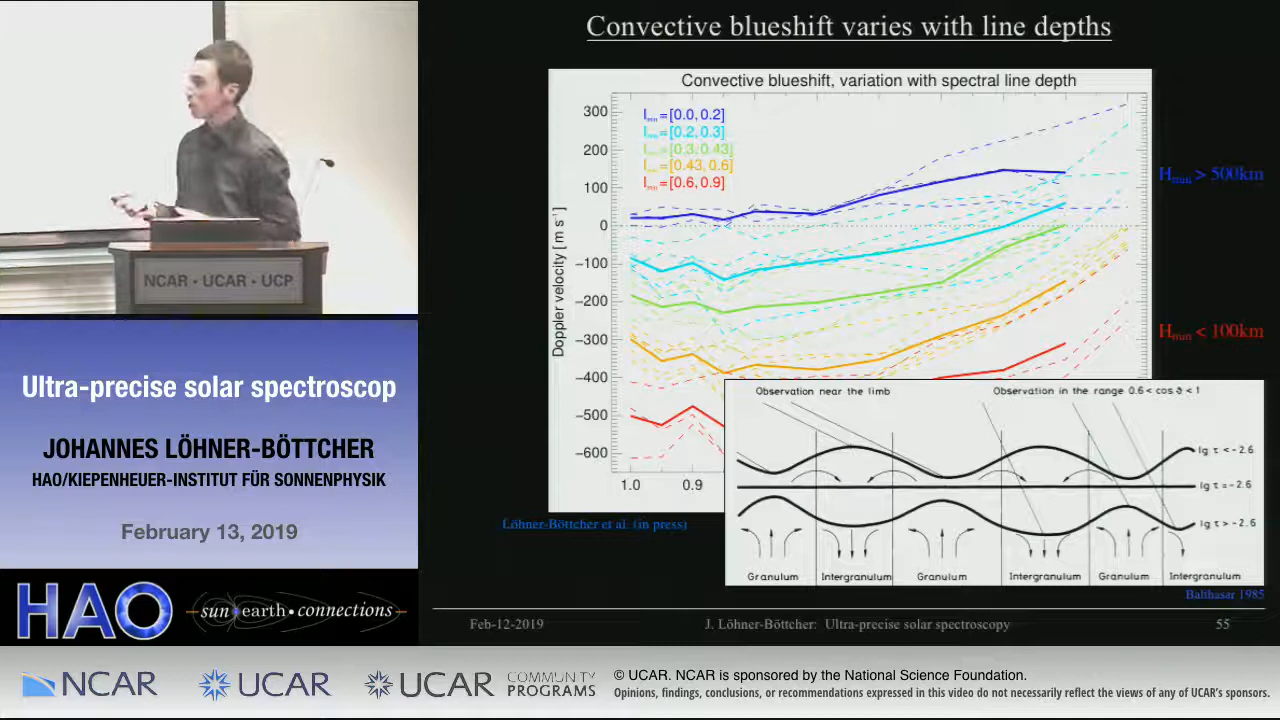 Convective blueshift varies with line depths
Convective blueshift, variation with spectral line depth
Doppler velocity [m s⁻¹]
300
200
100
0
−100
−200
−300
−400
−500
−600
1.0
0.9
Imin=[0.0, 0.2]
Imin=[0.2, 0.3]
Imin=[0.3, 0.43]
Imin=[0.43, 0.6]
Imin=[0.6, 0.9]
Hmin > 500km
Hmin < 100km
Observation near the limb
Observation in the range 0.6 < cos ϑ < 1
lg τ < -2.6
lg τ = -2.6
lg τ > -2.6
Granulum
Intergranulum
Granulum
Intergranulum
Granulum
Intergranulum
Löhner-Böttcher et al. (in press)
Balthasar 1985
Feb-12-2019
J. Löhner-Böttcher: Ultra-precise solar spectroscopy
55
NCAR • UCAR • UCP
Ultra-precise solar spectroscop
JOHANNES LÖHNER-BÖTTCHER
HAO/KIEPENHEUER-INSTITUT FÜR SONNENPHYSIK
February 13, 2019
HAO
sun•earth•connections
NCAR
UCAR
UCAR
COMMUNITY
PROGRAMS
© UCAR. NCAR is sponsored by the National Science Foundation.
Opinions, findings, conclusions, or recommendations expressed in this video do not necessarily reflect the views of any of UCAR's sponsors.